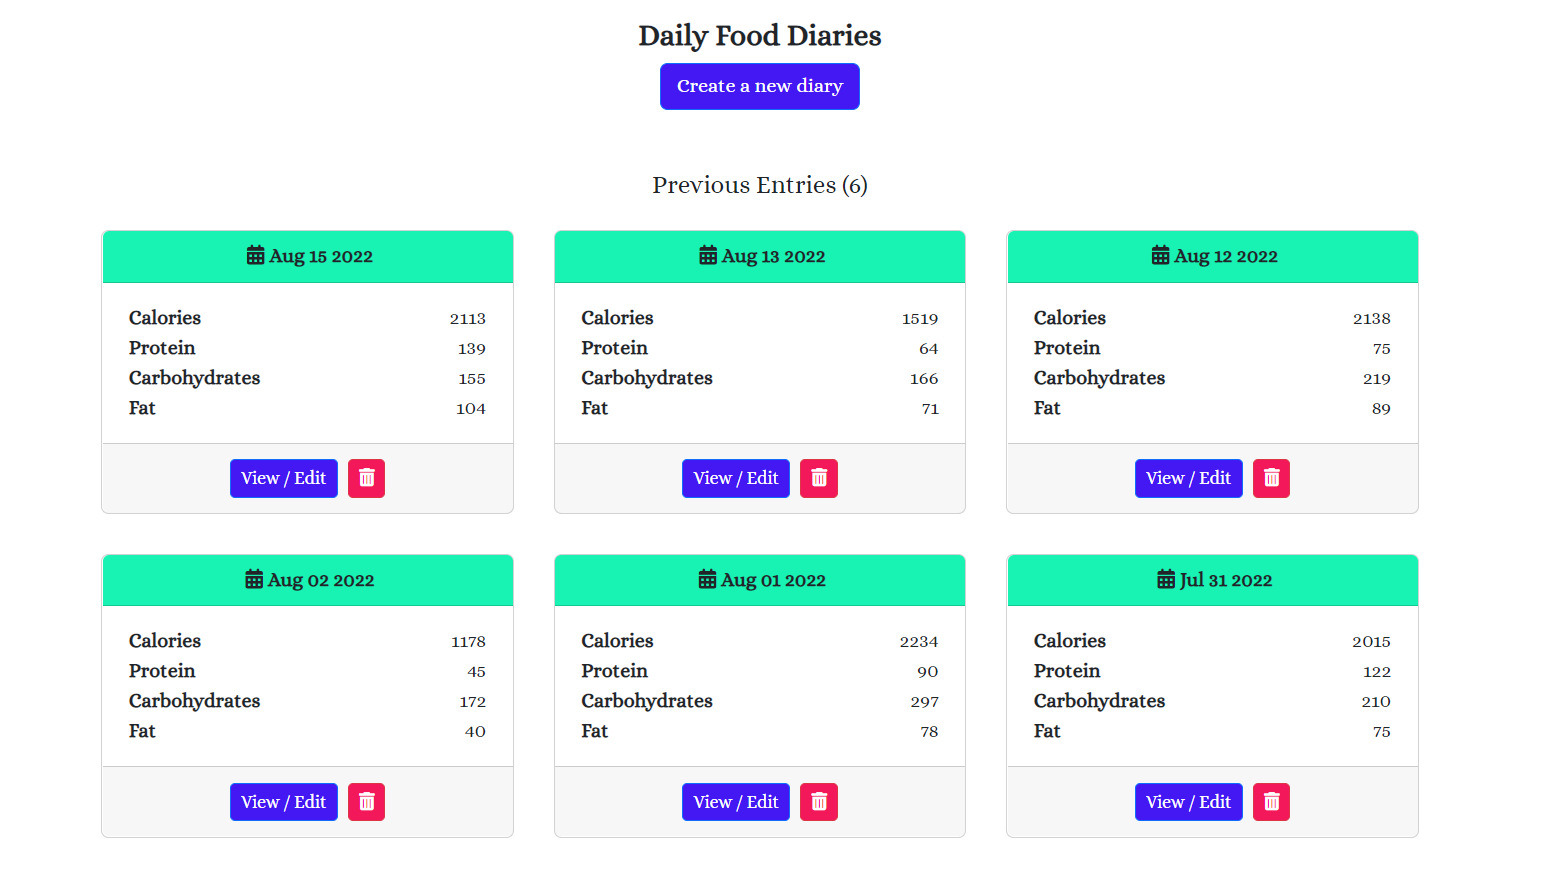 Daily Food Diaries
Create a new diary
Previous Entries (6)
Aug 15 2022
Calories 2113
Protein 139
Carbohydrates 155
Fat 104
View / Edit
Aug 13 2022
Calories 1519
Protein 64
Carbohydrates 166
Fat 71
View / Edit
Aug 12 2022
Calories 2138
Protein 75
Carbohydrates 219
Fat 89
View / Edit
Aug 02 2022
Calories 1178
Protein 45
Carbohydrates 172
Fat 40
View / Edit
Aug 01 2022
Calories 2234
Protein 90
Carbohydrates 297
Fat 78
View / Edit
Jul 31 2022
Calories 2015
Protein 122
Carbohydrates 210
Fat 75
View / Edit